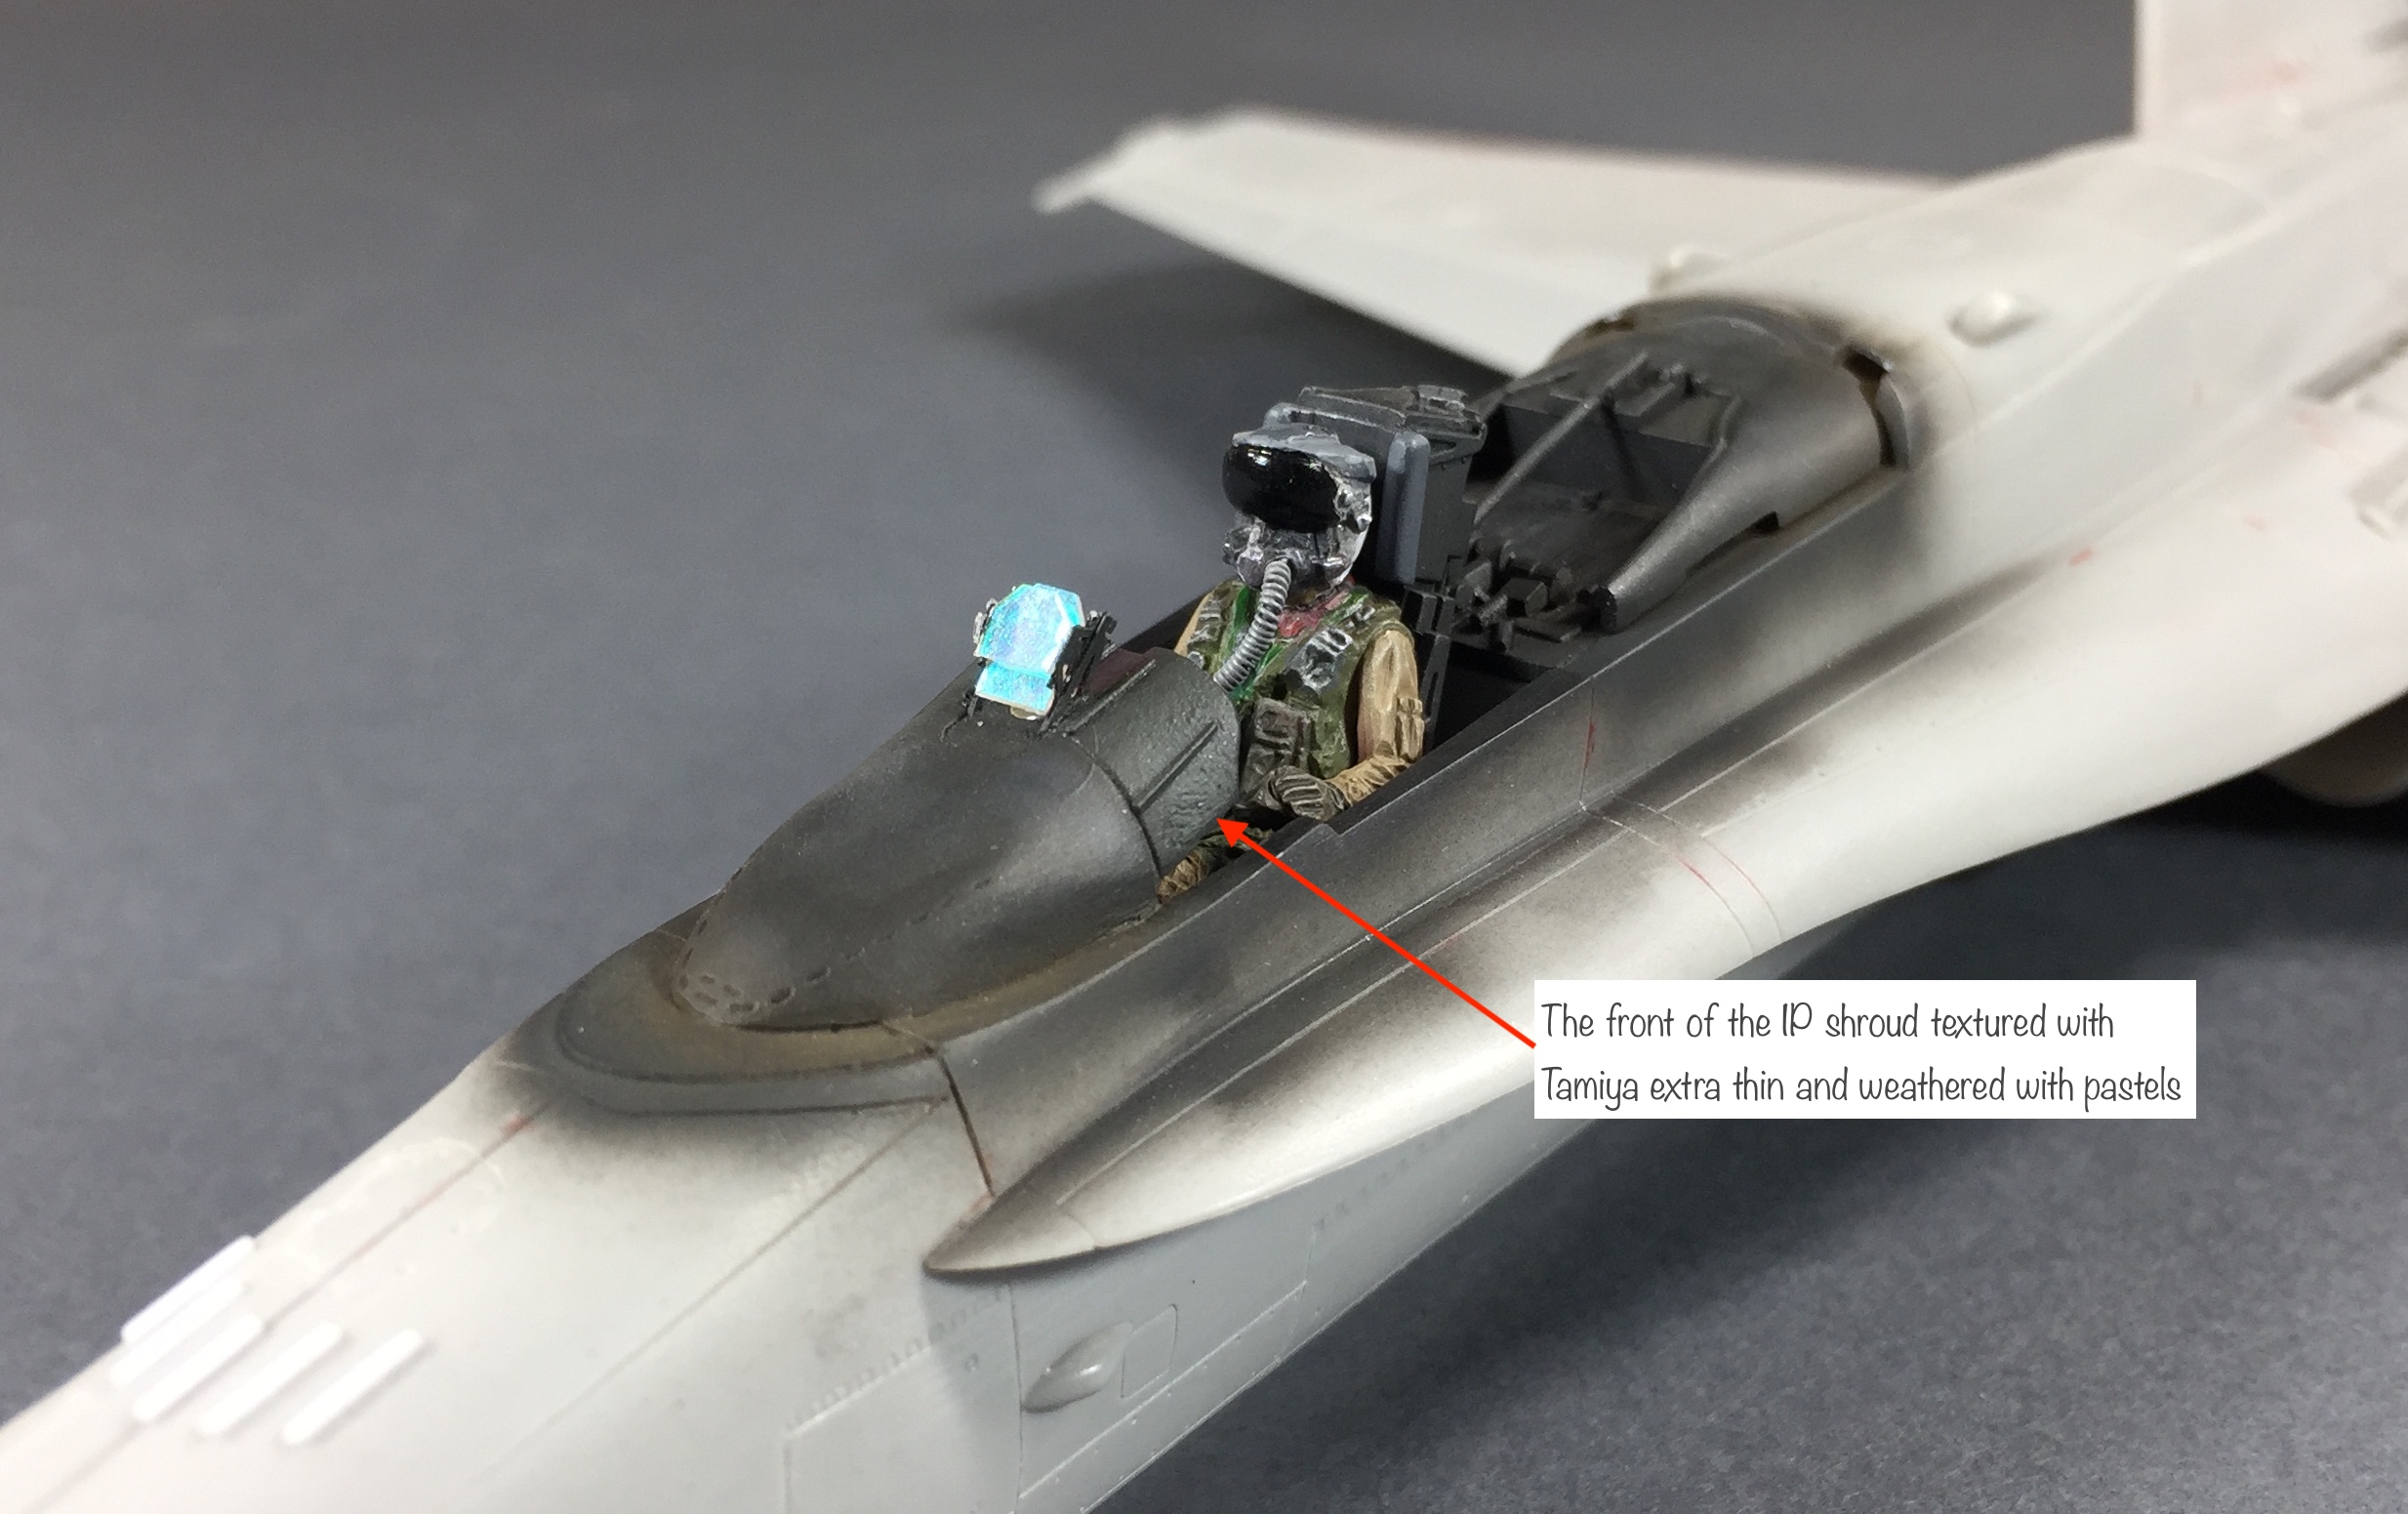 The front of the IP shroud textured with
Tamiya extra thin and weathered with pastels